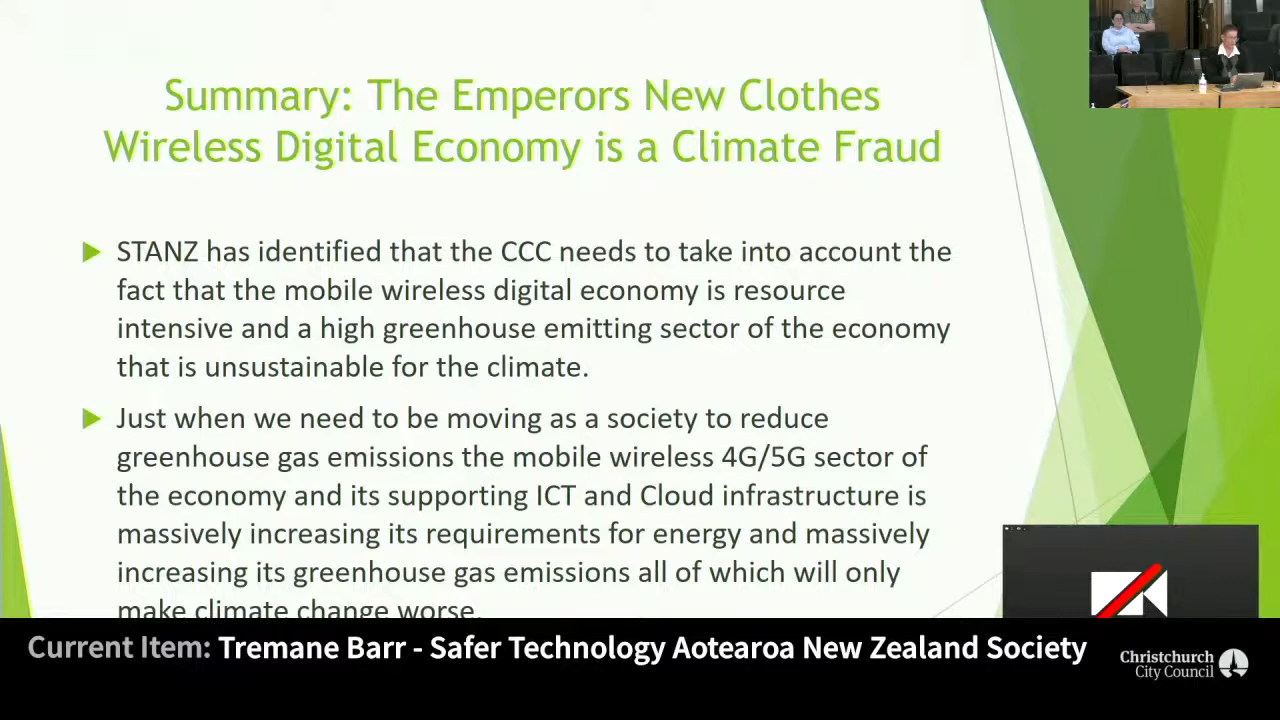 Summary: The Emperors New Clothes
Wireless Digital Economy is a Climate Fraud
STANZ has identified that the CCC needs to take into account the
fact that the mobile wireless digital economy is resource
intensive and a high greenhouse emitting sector of the economy
that is unsustainable for the climate.
Just when we need to be moving as a society to reduce
greenhouse gas emissions the mobile wireless 4G/5G sector of
the economy and its supporting ICT and Cloud infrastructure is
massively increasing its requirements for energy and massively
increasing its greenhouse gas emissions all of which will only
make climate change worse.
Current Item: Tremane Barr - Safer Technology Aotearoa New Zealand Society
Christchurch
City Council